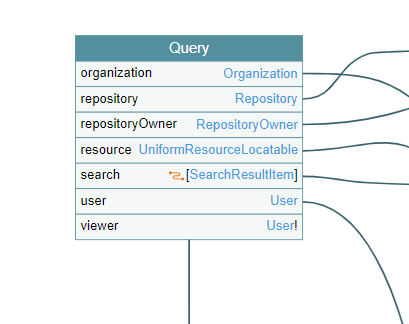 Query
organization Organization
repository Repository
repositoryOwner RepositoryOwner
resource UniformResourceLocatable
search [SearchResultItem]
user User
viewer User!